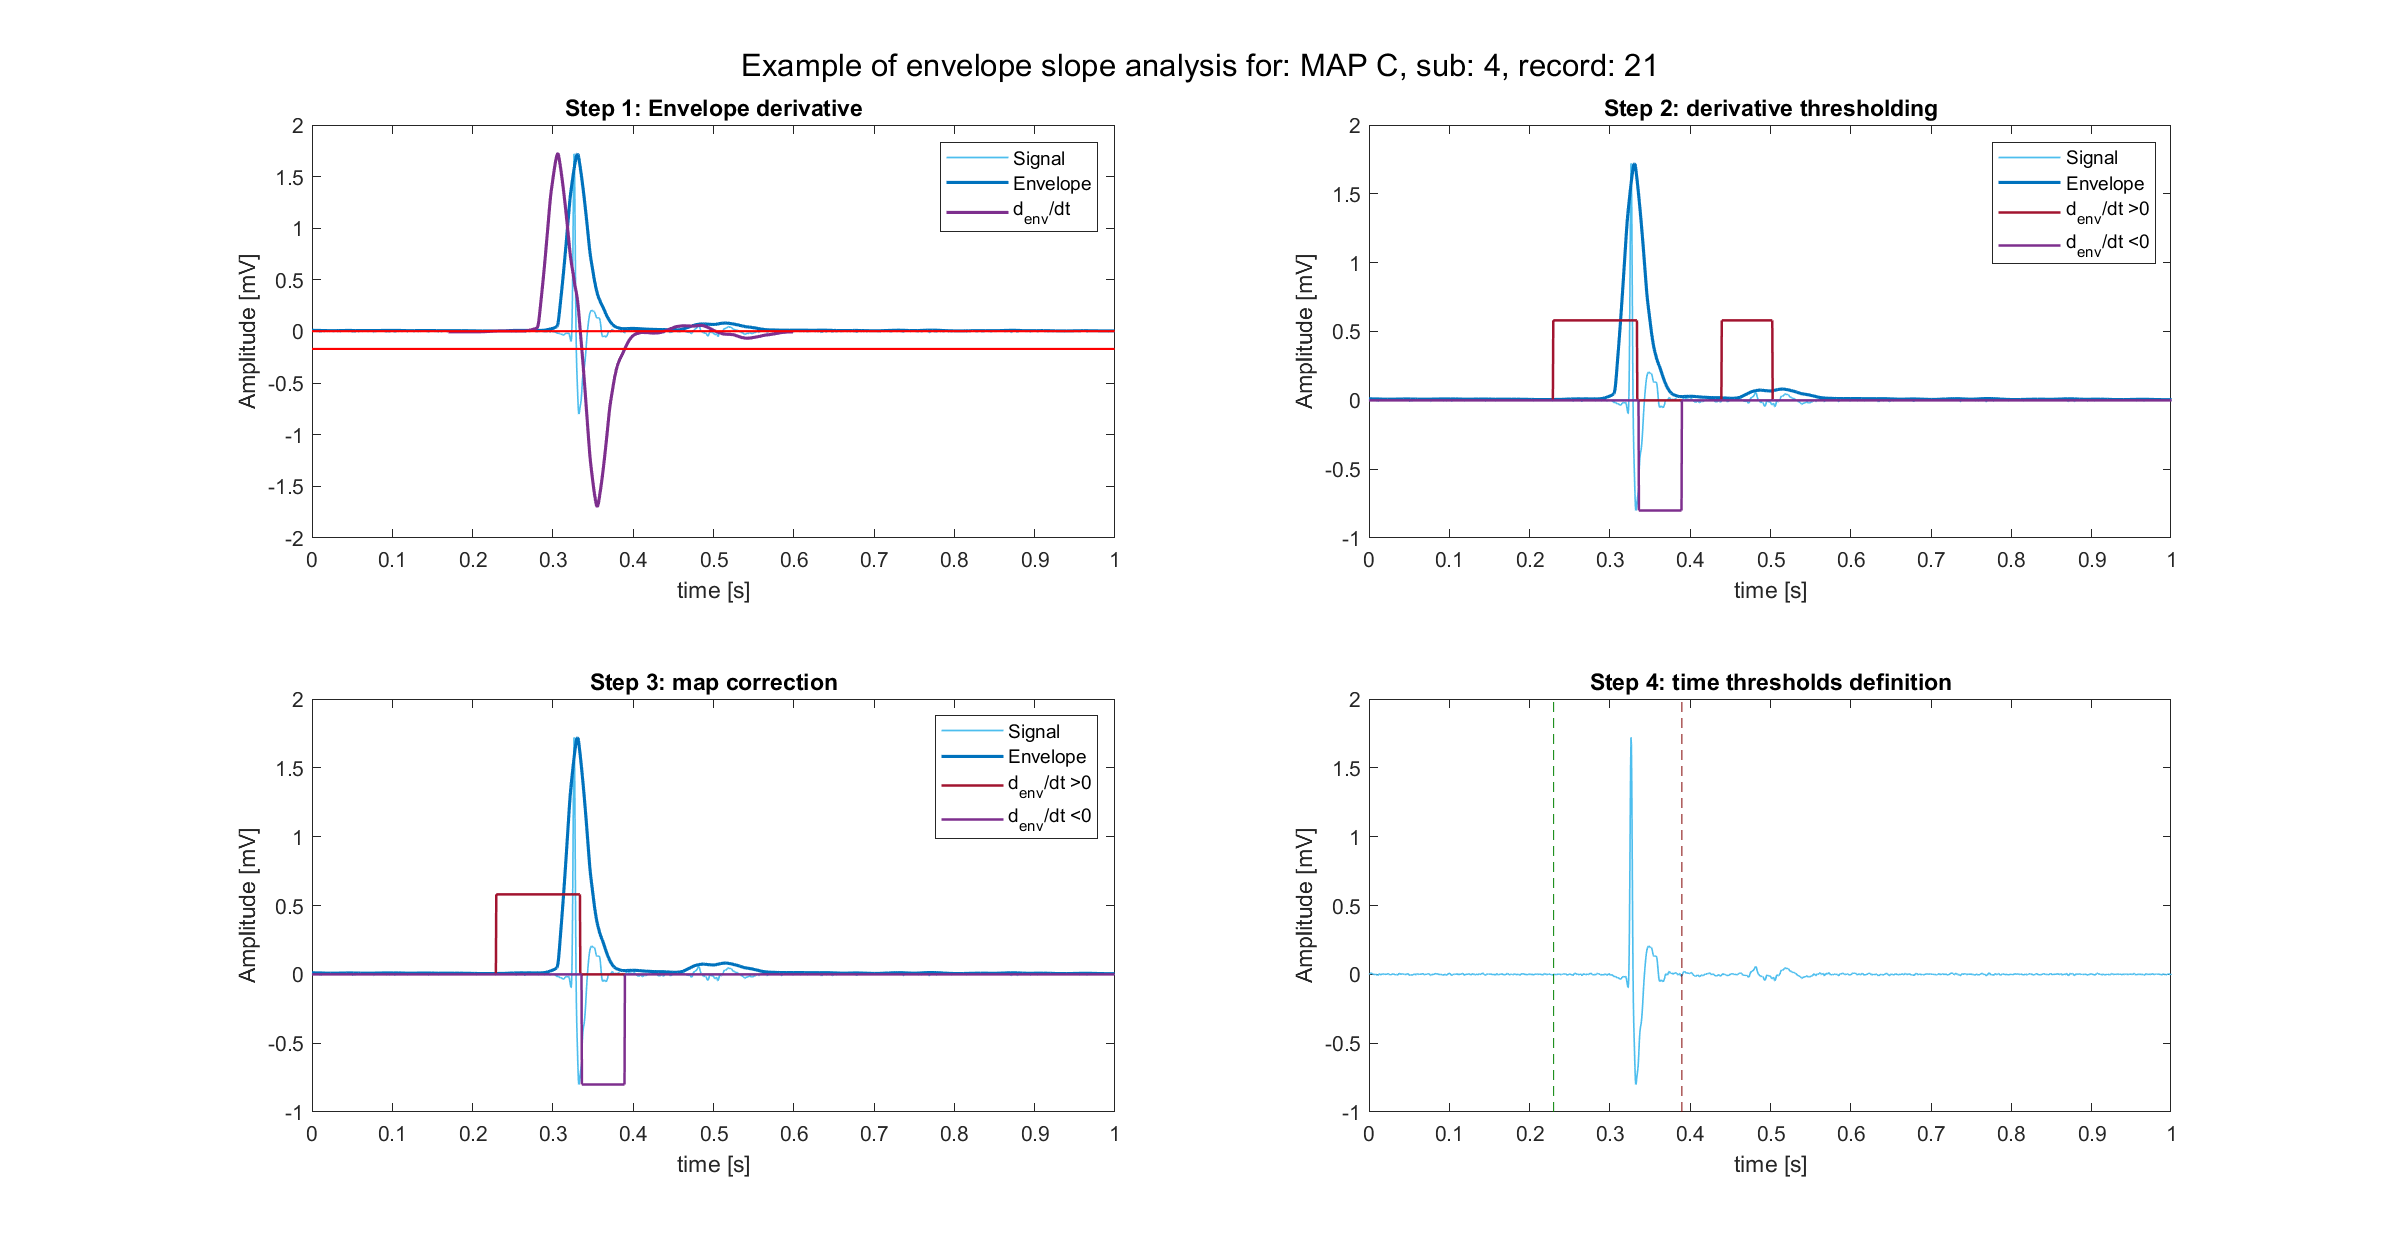 Example of envelope slope analysis for: MAP C, sub: 4, record: 21
Step 1: Envelope derivative
2
1.5
1
0.5
0
-0.5
-1
-1.5
-2
Amplitude [mV]
0 0.1 0.2 0.3 0.4 0.5 0.6 0.7 0.8 0.9 1
time [s]
Signal
Envelope
d_env/dt
Step 2: derivative thresholding
2
1.5
1
0.5
0
-0.5
-1
Amplitude [mV]
0 0.1 0.2 0.3 0.4 0.5 0.6 0.7 0.8 0.9 1
time [s]
Signal
Envelope
d_env/dt >0
d_env/dt <0
Step 3: map correction
2
1.5
1
0.5
0
-0.5
-1
Amplitude [mV]
0 0.1 0.2 0.3 0.4 0.5 0.6 0.7 0.8 0.9 1
time [s]
Signal
Envelope
d_env/dt >0
d_env/dt <0
Step 4: time thresholds definition
2
1.5
1
0.5
0
-0.5
-1
Amplitude [mV]
0 0.1 0.2 0.3 0.4 0.5 0.6 0.7 0.8 0.9 1
time [s]